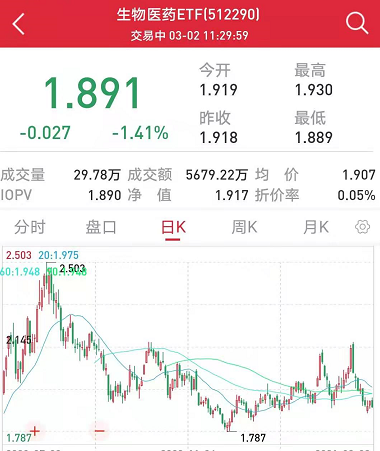 生物医药ETF(512290)
交易中 03-02 11:29:59
1.891
-0.027 -1.41%
今开 最高
1.919 1.930
昨收 最低
1.918 1.889
成交量 29.78万 成交额 5679.22万 均 价 1.907
IOPV 1.890 净 值 1.917 折价率 0.05%
分时 盘口 日K 周K 月K
2.503 20:1.975
60:1.948
2.503
2.145
1.787
1.787